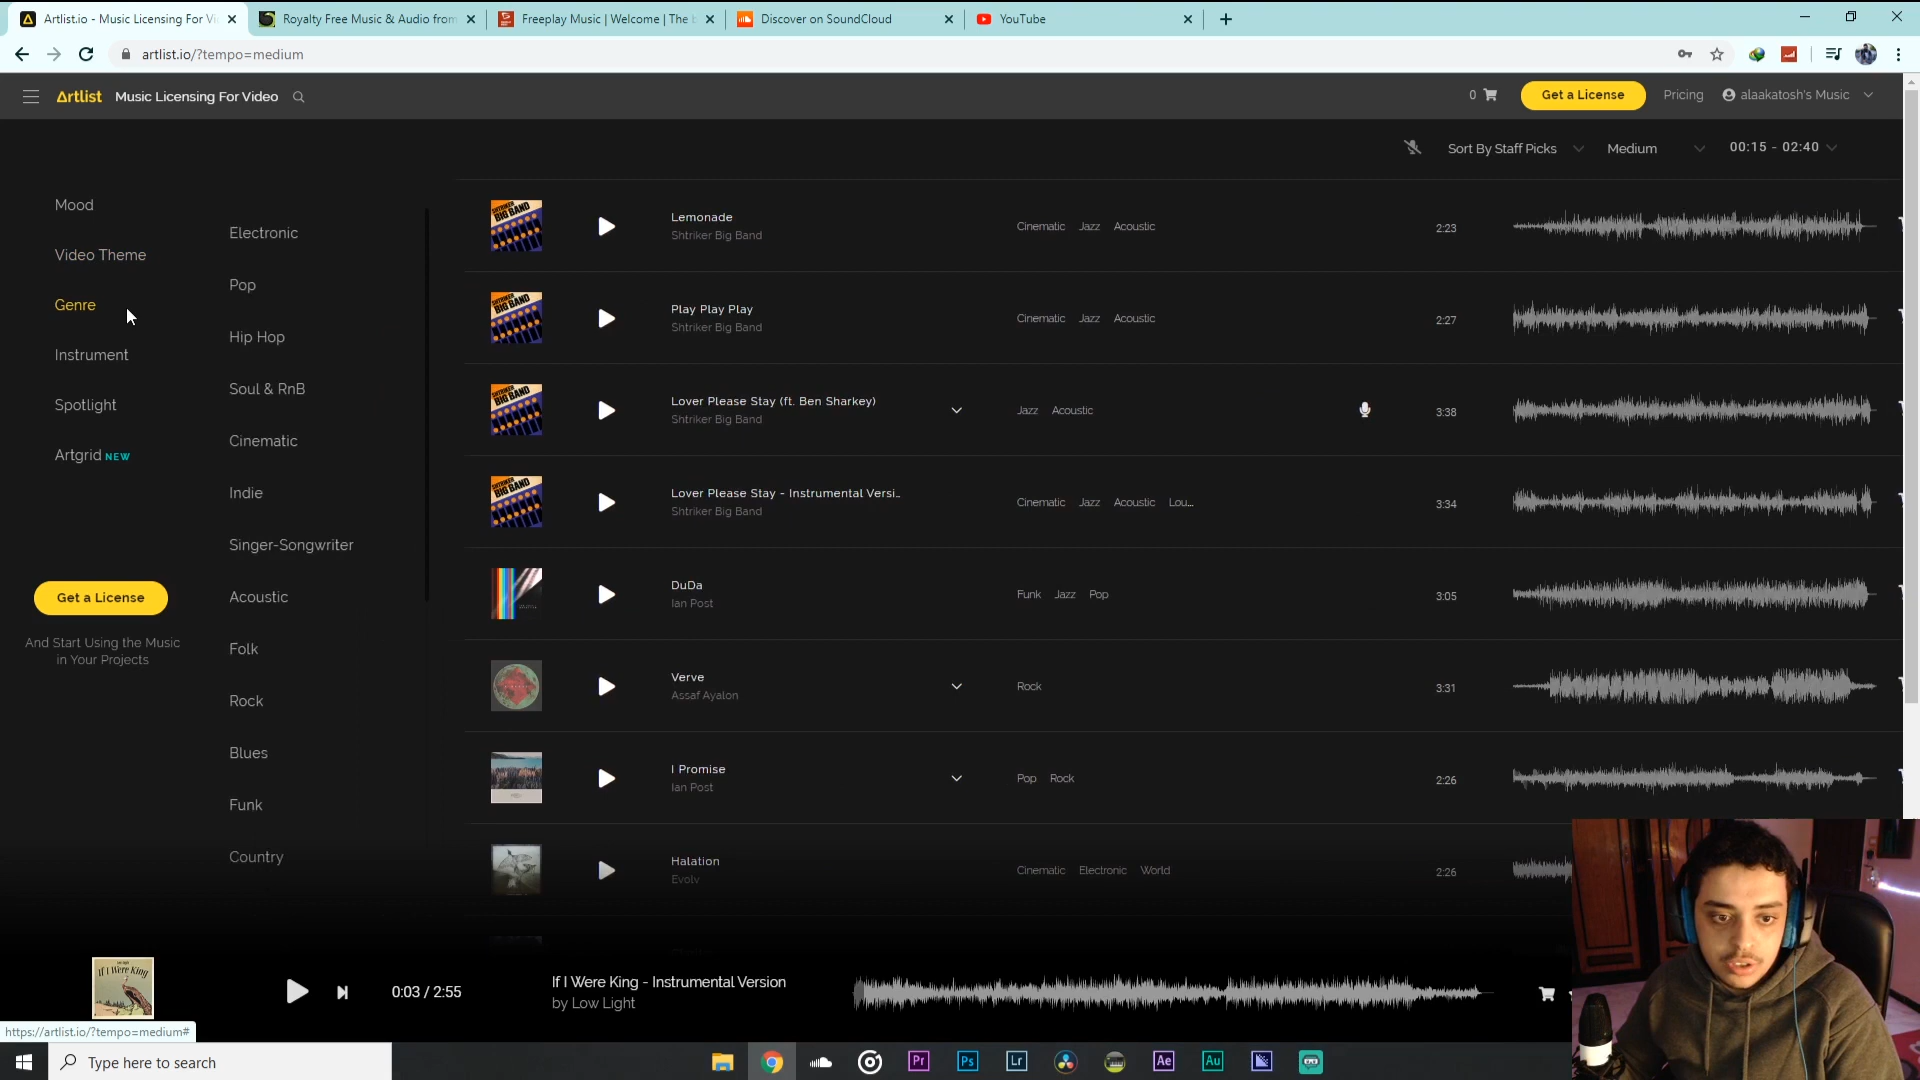 Artlist.io - Music Licensing For Vi
Royalty Free Music & Audio from
Freeplay Music | Welcome | The b
Discover on SoundCloud
YouTube
artlist.io/?tempo=medium
Artlist
Music Licensing For Video
0
Get a License
Pricing
alaakatosh's Music
Sort By Staff Picks
Medium
00:15 - 02:40
Mood
Video Theme
Genre
Instrument
Spotlight
Artgrid NEW
Get a License
And Start Using the Music
in Your Projects
Electronic
Pop
Hip Hop
Soul & RnB
Cinematic
Indie
Singer-Songwriter
Acoustic
Folk
Rock
Blues
Funk
Country
Lemonade
Shtriker Big Band
Cinematic Jazz Acoustic
2:23
Play Play Play
Shtriker Big Band
Cinematic Jazz Acoustic
2:27
Lover Please Stay (ft. Ben Sharkey)
Shtriker Big Band
Jazz Acoustic
3:38
Lover Please Stay - Instrumental Versi...
Shtriker Big Band
Cinematic Jazz Acoustic Lou...
3:34
DuDa
Ian Post
Funk Jazz Pop
3:05
Verve
Assaf Ayalon
Rock
3:31
I Promise
Ian Post
Pop Rock
2:26
Halation
Evolv
Cinematic Electronic World
2:26
If I Were King
0:03 / 2:55
If I Were King - Instrumental Version
by Low Light
https://artlist.io/?tempo=medium#
Type here to search
Pr
Ps
Lr
Ae
Au